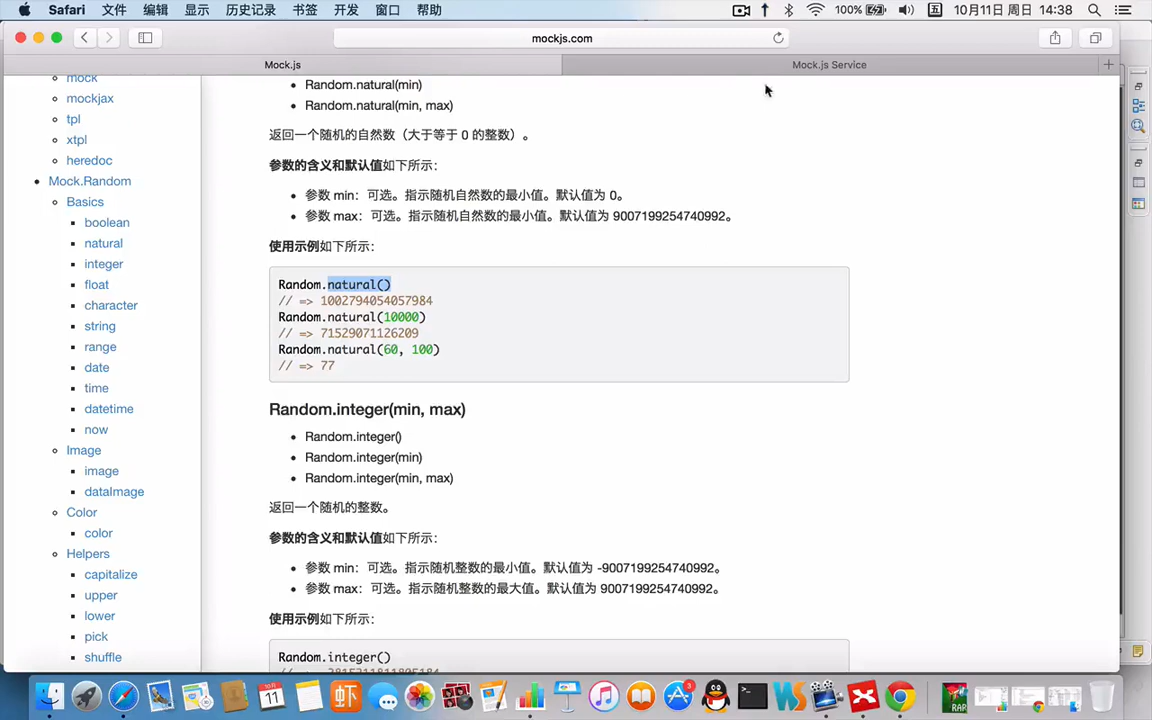 Safari 文件 编辑 显示 历史记录 书签 开发 窗口 帮助 100% 五 10月11日 周日 14:38
mockjs.com
Mock.js Mock.js Service
mock
mockjax
tpl
xtpl
heredoc
Mock.Random
Basics
boolean
natural
integer
float
character
string
range
date
time
datetime
now
Image
image
dataImage
Color
color
Helpers
capitalize
upper
lower
pick
shuffle
Random.natural(min)
Random.natural(min, max)
返回一个随机的自然数（大于等于 0 的整数）。
参数的含义和默认值如下所示：
参数 min：可选。指示随机自然数的最小值。默认值为 0。
参数 max：可选。指示随机自然数的最小值。默认值为 9007199254740992。
使用示例如下所示：
Random.natural()
// => 1002794054057984
Random.natural(10000)
// => 71529071126209
Random.natural(60, 100)
// => 77
Random.integer(min, max)
Random.integer()
Random.integer(min)
Random.integer(min, max)
返回一个随机的整数。
参数的含义和默认值如下所示：
参数 min：可选。指示随机整数的最小值。默认值为 -9007199254740992。
参数 max：可选。指示随机整数的最大值。默认值为 9007199254740992。
使用示例如下所示：
Random.integer()